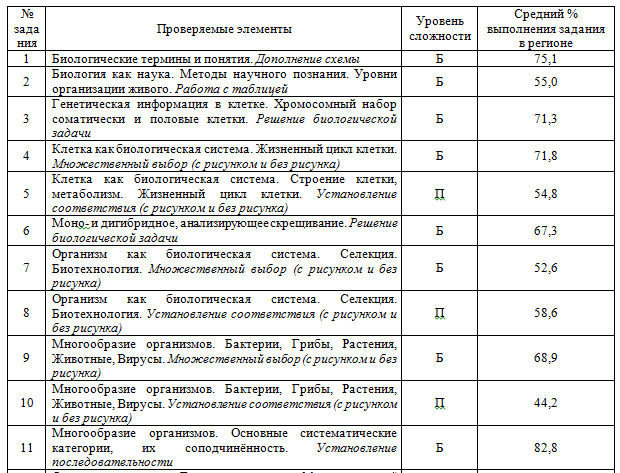 № зада ния
Проверяемые элементы
Уровень сложности
Средний % выполнения задания в регионе
1
Биологические термины и понятия. Дополнение схемы
Б
75,1
2
Биология как наука. Методы научного познания. Уровни
организации живого. Работа с таблицей
Б
55,0
3
Генетическая информация в клетке. Хромосомный набор
соматически и половые клетки. Решение биологической
задачи
Б
71,3
4
Клетка как биологическая система. Жизненный цикл клетки.
Множественный выбор (с рисунком и без рисунка)
Б
71,8
5
Клетка как биологическая система. Строение клетки,
метаболизм. Жизненный цикл клетки. Установление
соответствия (с рисунком и без рисунка)
П
54,8
6
Моно- и дигибридное, анализирующее скрещивание. Решение
биологической задачи
Б
67,3
7
Организм как биологическая система. Селекция.
Биотехнология. Множественный выбор (с рисунком и без
рисунка)
Б
52,6
8
Организм как биологическая система. Селекция.
Биотехнология. Установление соответствия (с рисунком и
без рисунка)
П
58,6
9
Многообразие организмов. Бактерии, Грибы, Растения,
Животные, Вирусы. Множественный выбор (с рисунком и без
рисунка)
Б
68,9
10
Многообразие организмов. Бактерии, Грибы, Растения,
Животные, Вирусы. Установление соответствия (с рисунком
и без рисунка)
П
44,2
11
Многообразие организмов. Основные систематические
категории, их соподчинённость. Установление
последовательности
Б
82,8